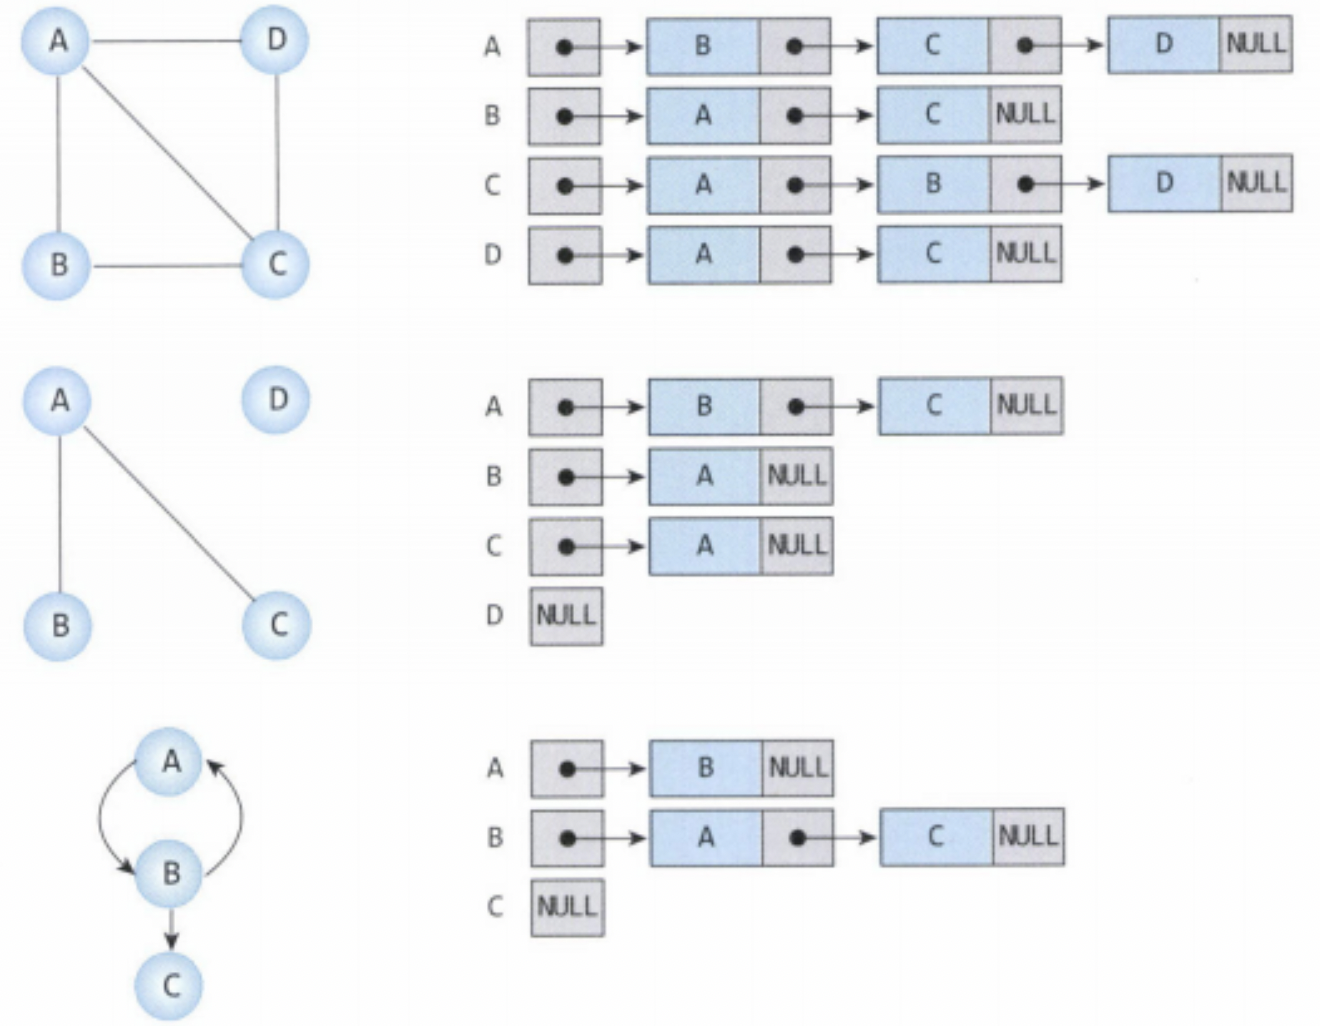 A D
B C
A B C D NULL
B A C NULL
C A B D NULL
D A C NULL
A D
B C
A B C NULL
B A NULL
C A NULL
D NULL
A
B
C
A B NULL
B A C NULL
C NULL